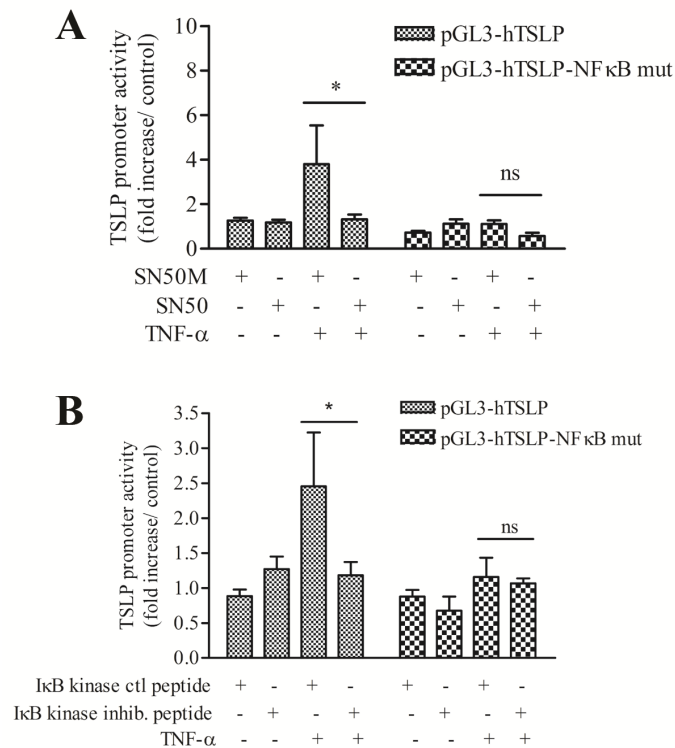 A
pGL3-hTSLP
pGL3-hTSLP-NFκB mut
TSLP promoter activity
(fold increase/ control)
10
8
6
4
2
0
*
ns
SN50M + - + - + - + -
SN50 - + - + - + - +
TNF-α - - + + - - + +
B
pGL3-hTSLP
pGL3-hTSLP-NFκB mut
TSLP promoter activity
(fold increase/ control)
3.5
3.0
2.5
2.0
1.5
1.0
0.5
0.0
*
ns
IκB kinase ctl peptide + - + - + - + -
IκB kinase inhib. peptide - + - + - + - +
TNF-α - - + + - - + +